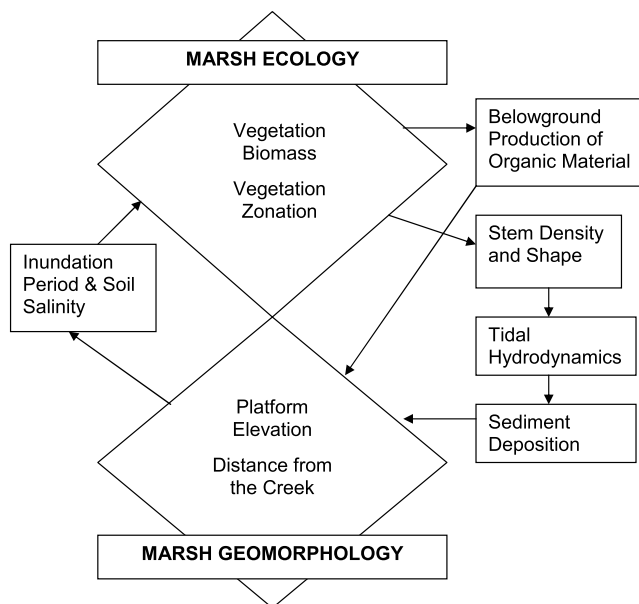 MARSH ECOLOGY
Vegetation
Biomass
Vegetation
Zonation
Belowground
Production of
Organic Material
Stem Density
and Shape
Inundation
Period & Soil
Salinity
Tidal
Hydrodynamics
Platform
Elevation
Distance from
the Creek
Sediment
Deposition
MARSH GEOMORPHOLOGY